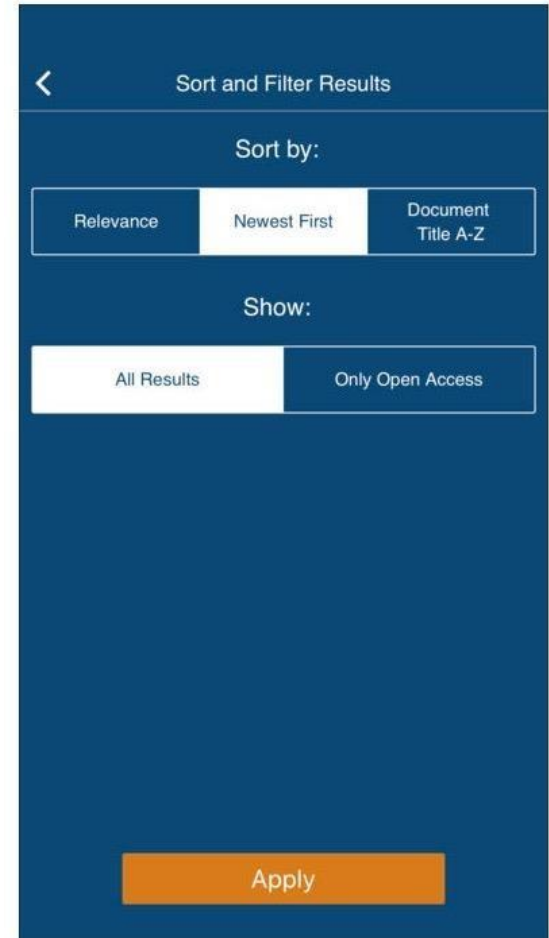 Sort and Filter Results
Sort by:
Relevance
Newest First
Document
Title A-Z
Show:
All Results
Only Open Access
Apply